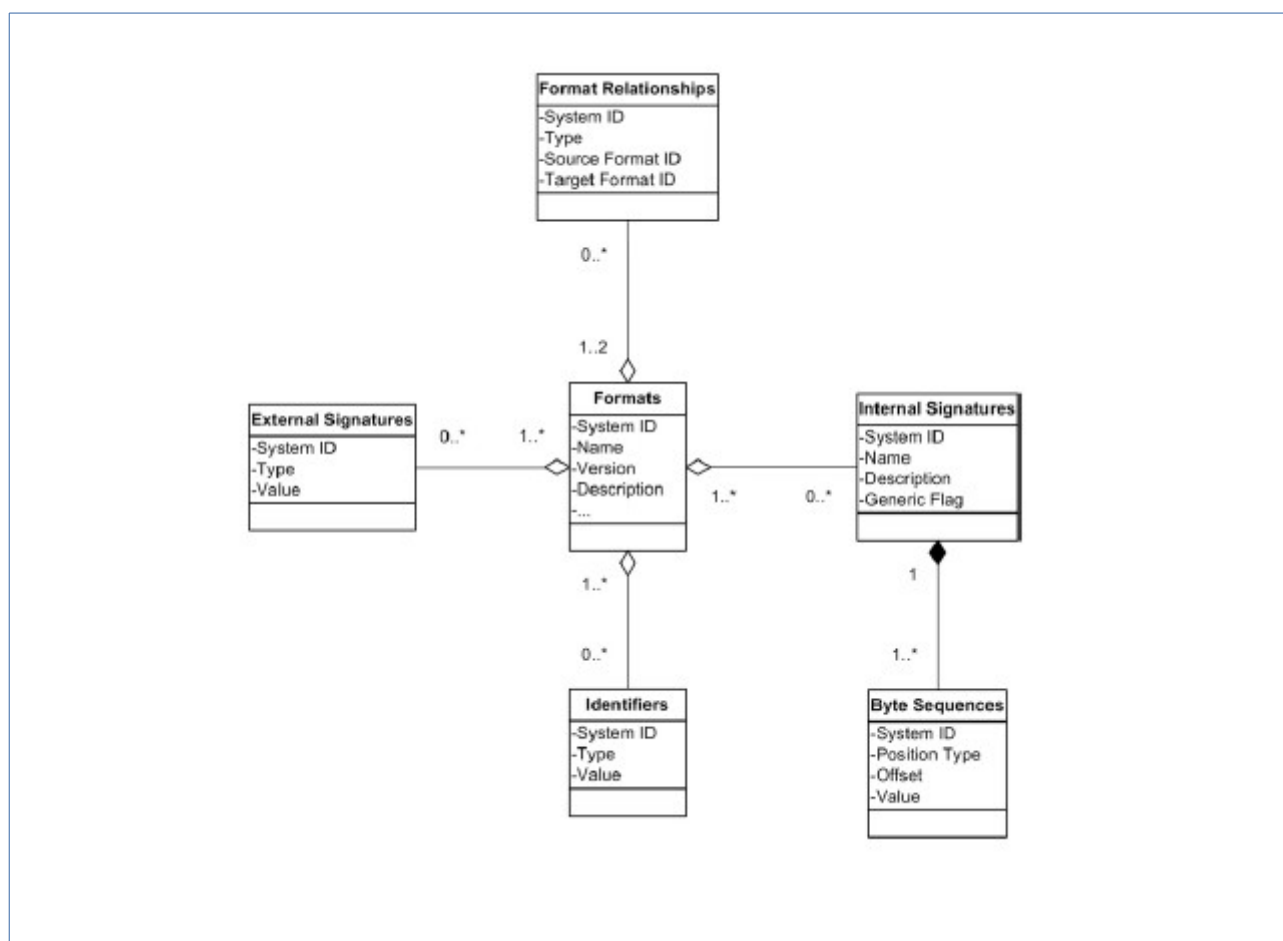 Format Relationships
-System ID
-Type
-Source Format ID
-Target Format ID
0..*
1..2
External Signatures
-System ID
-Type
-Value
0..*
1..*
Formats
-System ID
-Name
-Version
-Description
-...
1..*
0..*
Internal Signatures
-System ID
-Name
-Description
-Generic Flag
1..*
0..*
Identifiers
-System ID
-Type
-Value
1
1..*
Byte Sequences
-System ID
-Position Type
-Offset
-Value